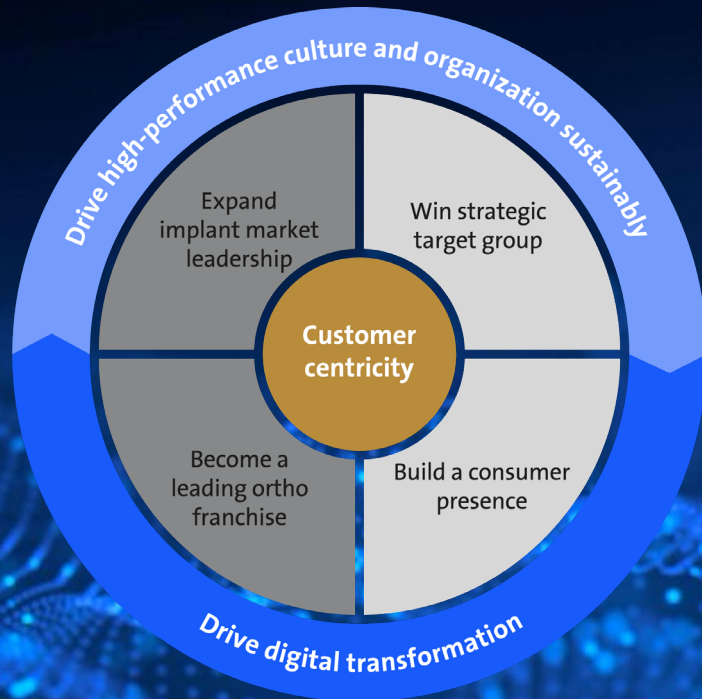 Drive high-performance culture and organization sustainably
Expand
implant market
leadership
Win strategic
target group
Customer
centricity
Become a
leading ortho
franchise
Build a consumer
presence
Drive digital transformation